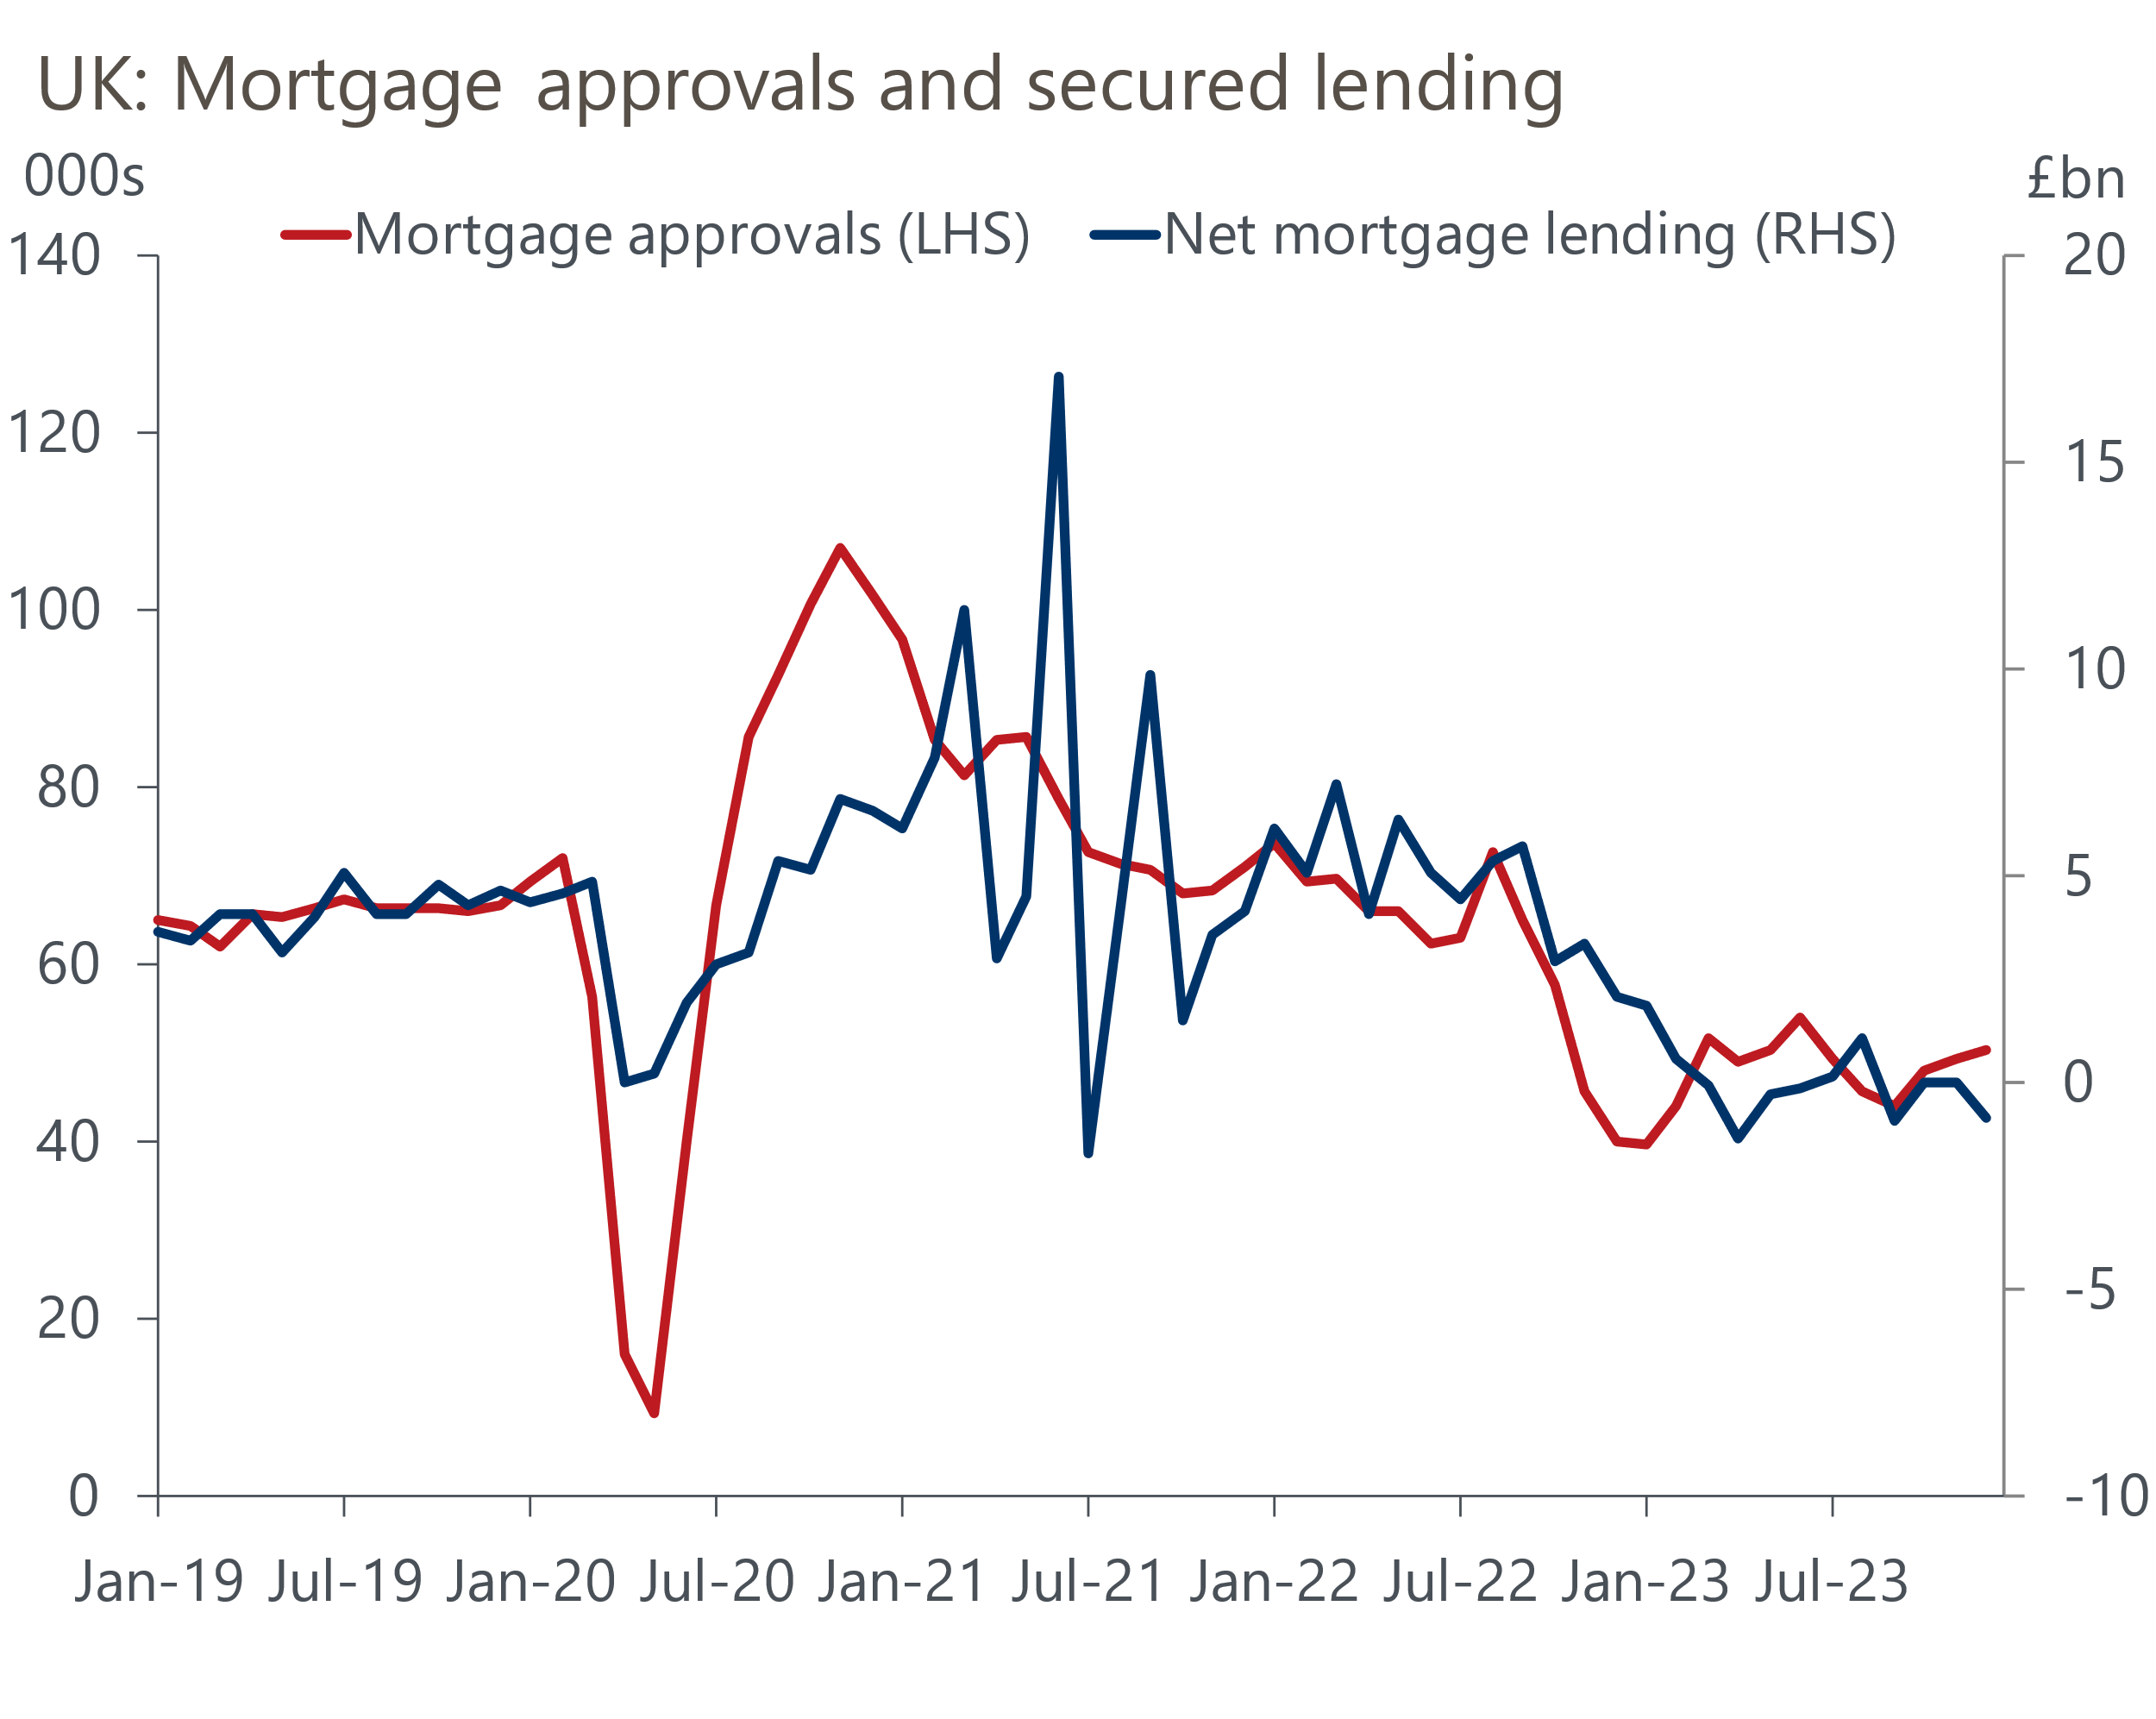 UK: Mortgage approvals and secured lending
000s £bn
Mortgage approvals (LHS) Net mortgage lending (RHS)
140 20
120 15
100 10
80 5
60 0
40 -5
20 -10
0
Jan-19 Jul-19 Jan-20 Jul-20 Jan-21 Jul-21 Jan-22 Jul-22 Jan-23 Jul-23